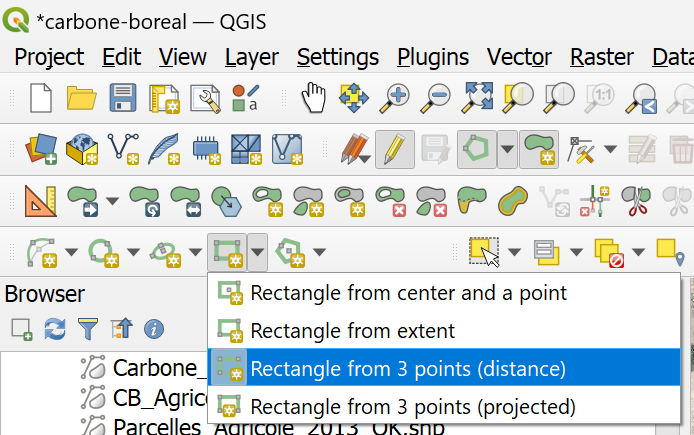 *carbone-boreal — QGIS
Project Edit View Layer Settings Plugins Vector Raster Data
1:1
a
Browser
Rectangle from center and a point
Rectangle from extent
Rectangle from 3 points (distance)
Rectangle from 3 points (projected)
Carbone_
CB_Agric
Parcelles_Agricole_2013_OK.shp